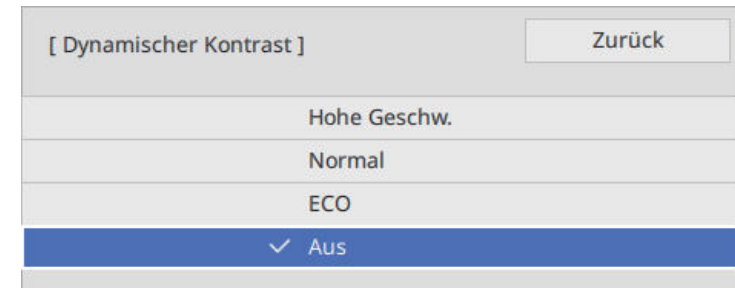 [ Dynamischer Kontrast ] Zurück
Hohe Geschw.
Normal
ECO
Aus